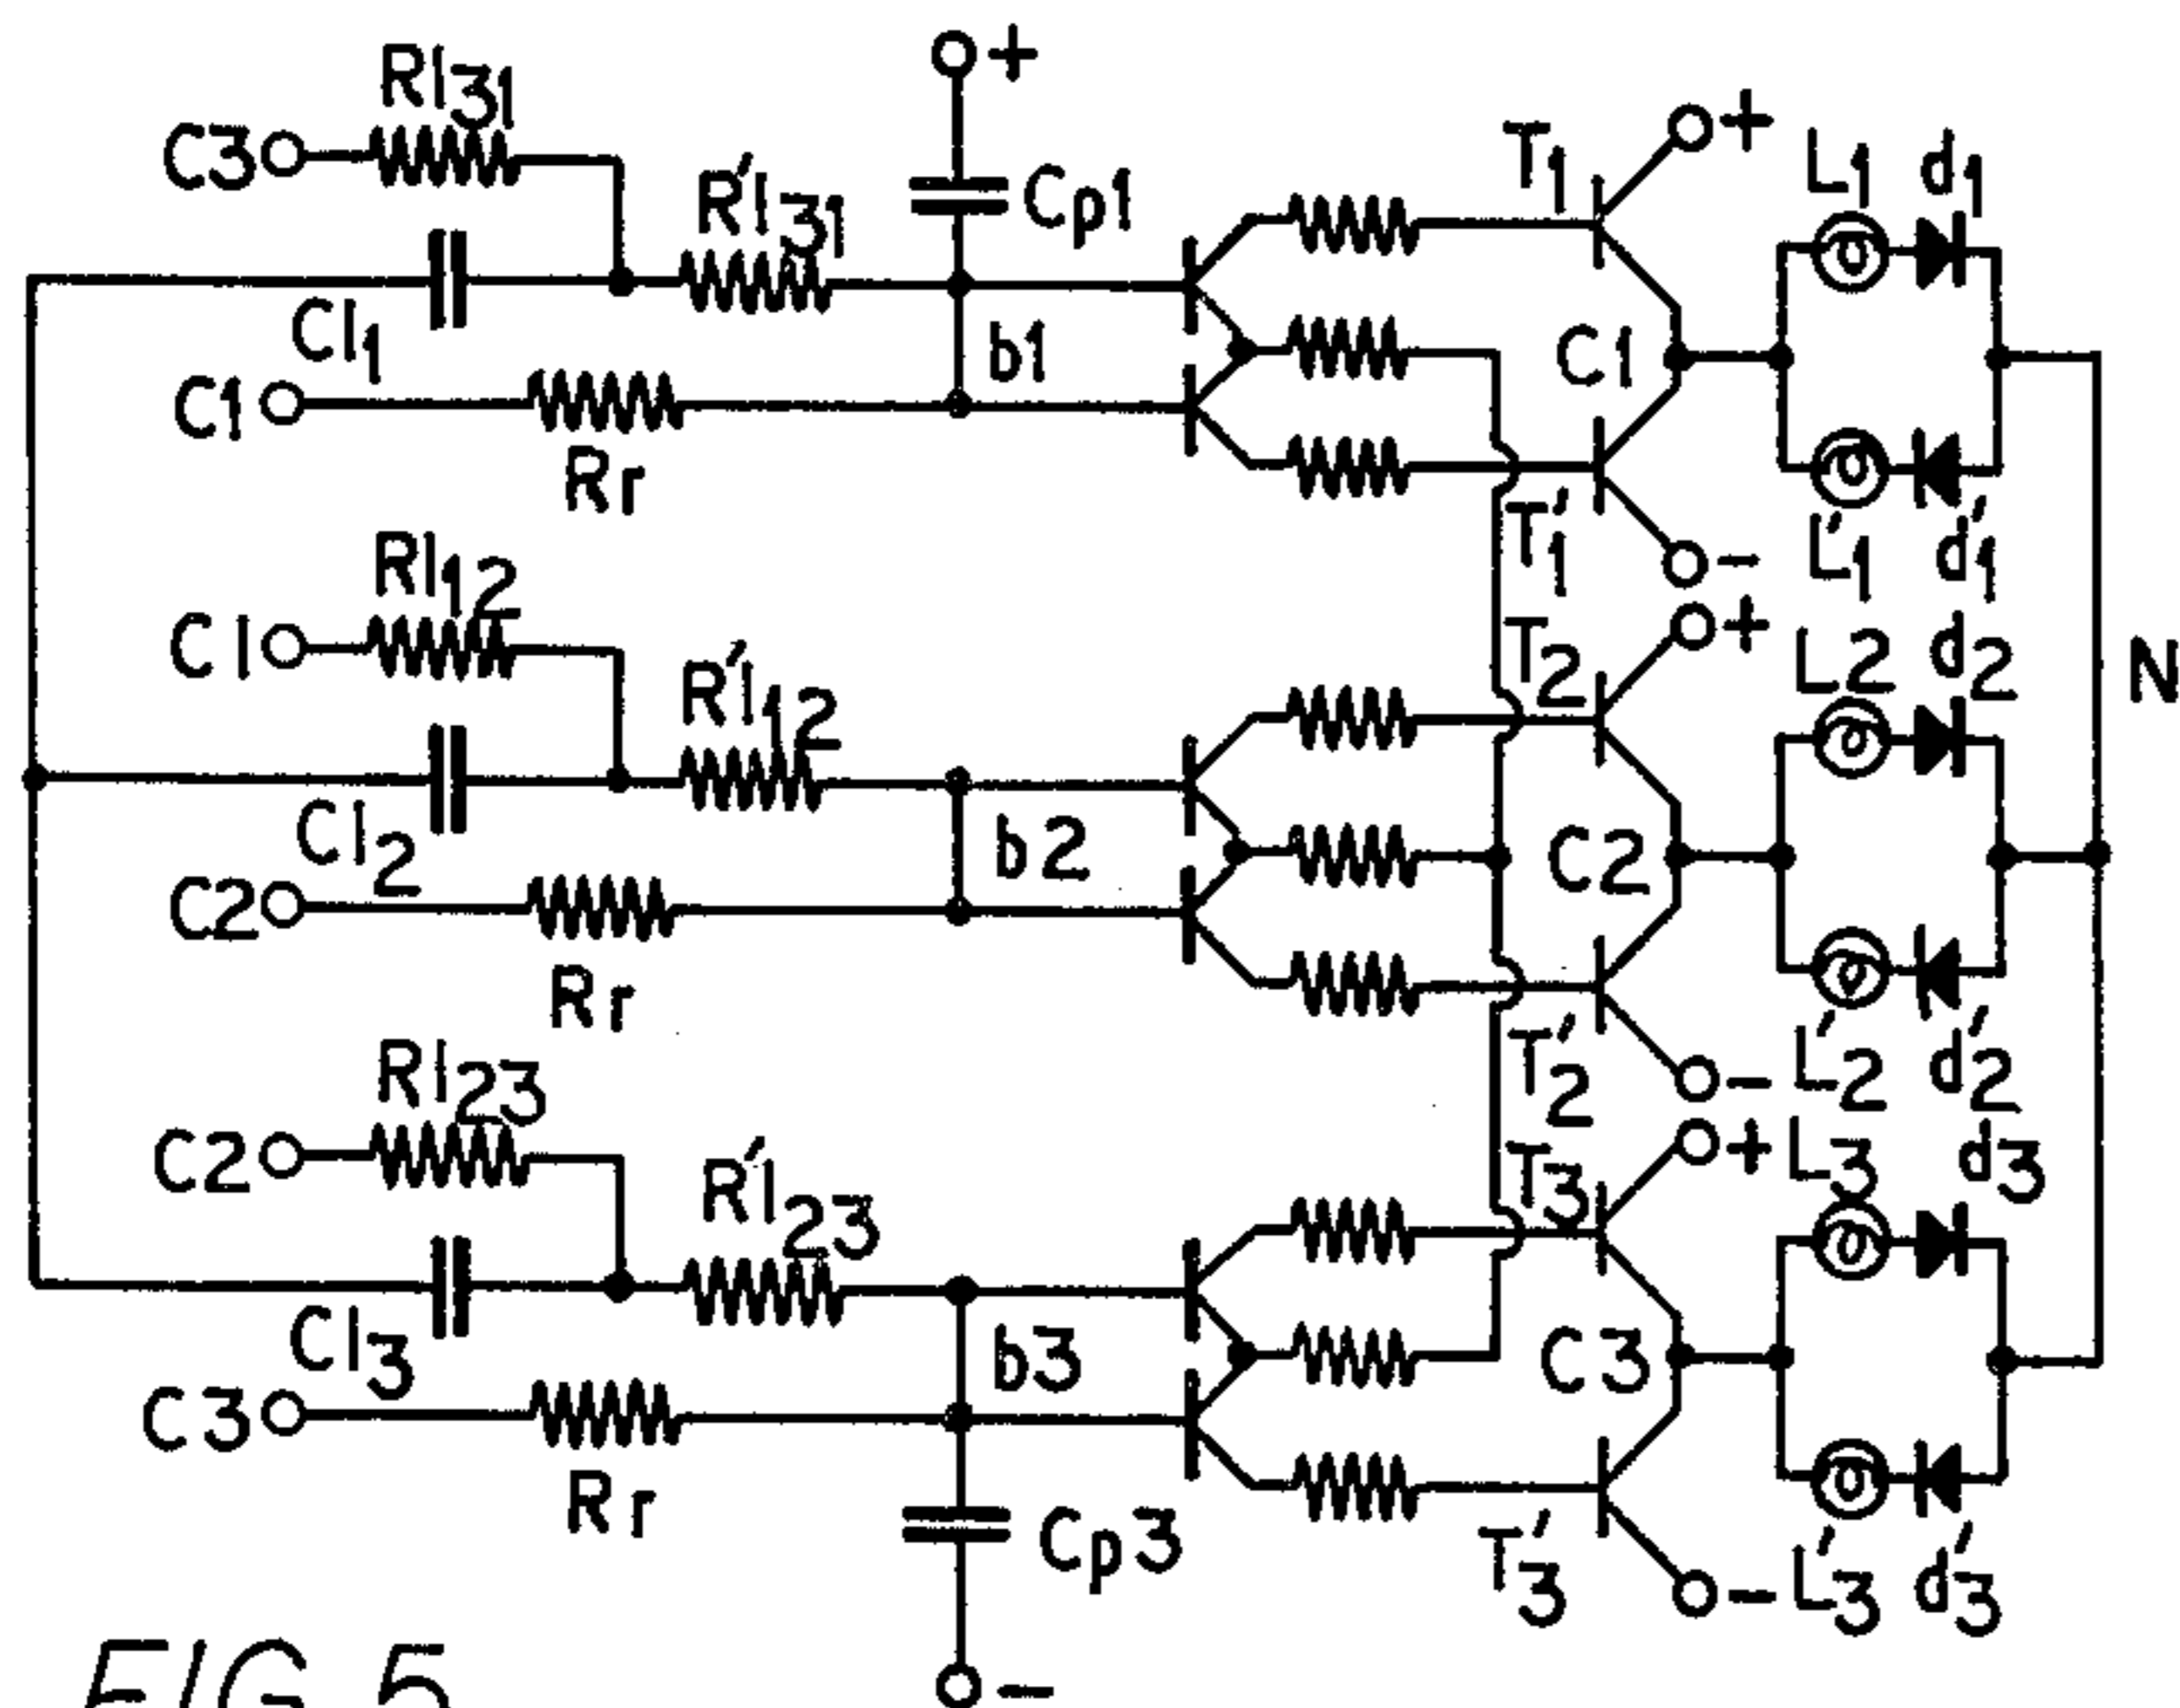 Rl31
+
C3
R'l31
Cp1
T1
+
L1
d1
Cl1
b1
C1
C1
Rr
T'1
-
L'1
d'1
Rl12
C1
R'l12
T2
+
L2
d2
N
Cl2
b2
C2
C2
Rr
T'2
-
L'2
d'2
Rl23
C2
R'l23
T3
+
L3
d3
Cl3
b3
C3
C3
Rr
Cp3
T'3
-
L'3
d'3
-
FIG 5